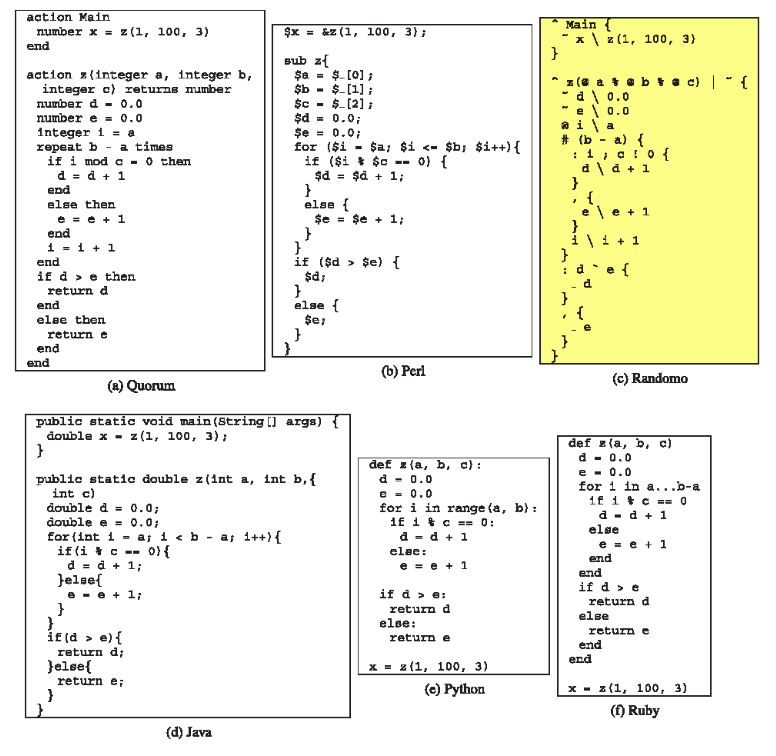 action Main
number x = z(1, 100, 3)
end
action z(integer a, integer b,
integer c) returns number
number d = 0.0
number e = 0.0
integer i = a
repeat b - a times
if i mod c = 0 then
d = d + 1
end
else then
e = e + 1
end
i = i + 1
end
if d > e then
return d
end
else then
return e
end
end
(a) Quorum
$x = &z(1, 100, 3);
sub z{
$a = $_[0];
$b = $_[1];
$c = $_[2];
$d = 0.0;
$e = 0.0;
for ($i = $a; $i <= $b; $i++){
if ($i % $c == 0) {
$d = $d + 1;
}
else {
$e = $e + 1;
}
}
if ($d > $e) {
$d;
}
else {
$e;
}
}
(b) Perl
^ Main {
~ x \ z(1, 100, 3)
}
^ z(@ a % @ b % @ c) | ~ {
~ d \ 0.0
~ e \ 0.0
@ i \ a
# (b - a) {
: i ; c ! 0 {
d \ d + 1
}
, {
e \ e + 1
}
i \ i + 1
}
: d ` e {
_ d
}
, {
_ e
}
}
(c) Randomo
public static void main(String[] args) {
double x = z(1, 100, 3);
}
public static double z(int a, int b,{
int c)
double d = 0.0;
double e = 0.0;
for(int i = a; i < b - a; i++){
if(i % c == 0){
d = d + 1;
}else{
e = e + 1;
}
}
if(d > e){
return d;
}else{
return e;
}
}
(d) Java
def z(a, b, c):
d = 0.0
e = 0.0
for i in range(a, b):
if i % c == 0:
d = d + 1
else:
e = e + 1
if d > e:
return d
else:
return e
x = z(1, 100, 3)
(e) Python
def z(a, b, c)
d = 0.0
e = 0.0
for i in a...b-a
if i % c == 0
d = d + 1
else
e = e + 1
end
end
if d > e
return d
else
return e
end
end
x = z(1, 100, 3)
(f) Ruby